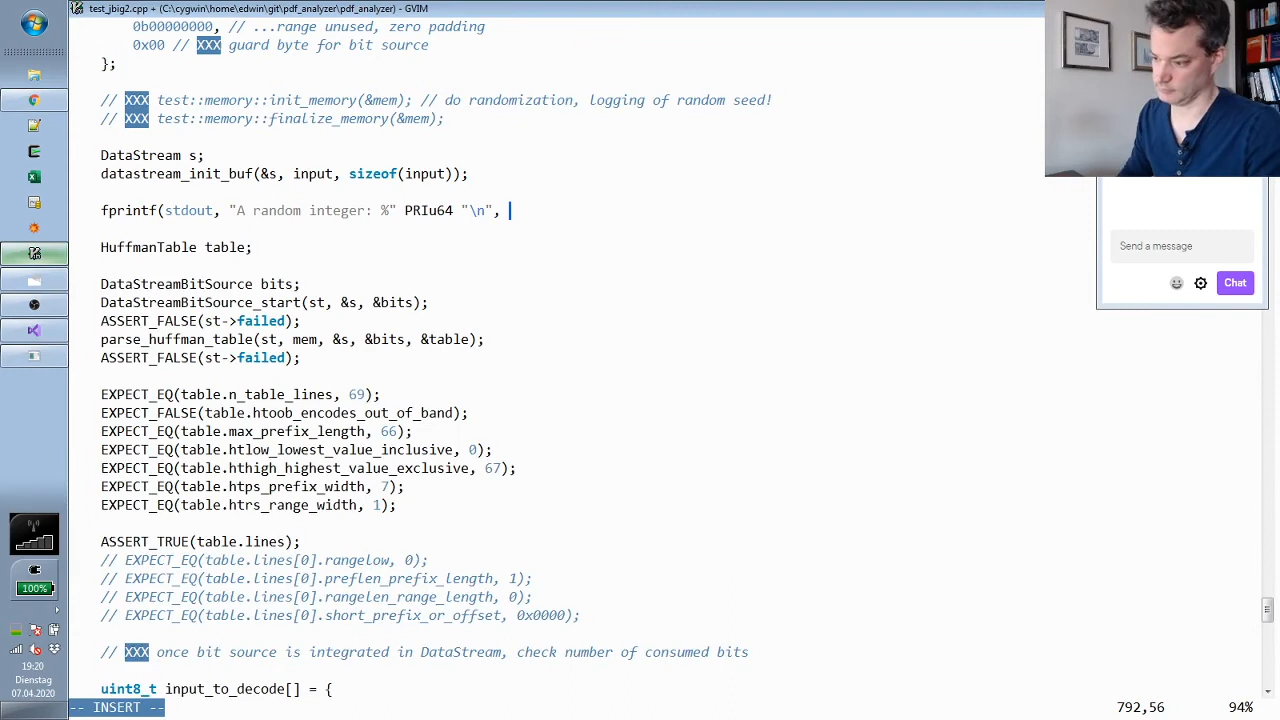 test_jbig2.cpp + (C:\cygwin\home\edwin\git\pdf_analyzer\pdf_analyzer) - GVIM
0b00000000, // ...range unused, zero padding
0x00 // XXX guard byte for bit source
};
// XXX test::memory::init_memory(&mem); // do randomization, logging of random seed!
// XXX test::memory::finalize_memory(&mem);
DataStream s;
datastream_init_buf(&s, input, sizeof(input));
fprintf(stdout, "A random integer: %" PRIu64 "\n",
HuffmanTable table;
DataStreamBitSource bits;
DataStreamBitSource_start(st, &s, &bits);
ASSERT_FALSE(st->failed);
parse_huffman_table(st, mem, &s, &bits, &table);
ASSERT_FALSE(st->failed);
EXPECT_EQ(table.n_table_lines, 69);
EXPECT_FALSE(table.htoob_encodes_out_of_band);
EXPECT_EQ(table.max_prefix_length, 66);
EXPECT_EQ(table.htlow_lowest_value_inclusive, 0);
EXPECT_EQ(table.hthigh_highest_value_exclusive, 67);
EXPECT_EQ(table.htps_prefix_width, 7);
EXPECT_EQ(table.htrs_range_width, 1);
ASSERT_TRUE(table.lines);
// EXPECT_EQ(table.lines[0].rangelow, 0);
// EXPECT_EQ(table.lines[0].preflen_prefix_length, 1);
// EXPECT_EQ(table.lines[0].rangelen_range_length, 0);
// EXPECT_EQ(table.lines[0].short_prefix_or_offset, 0x0000);
// XXX once bit source is integrated in DataStream, check number of consumed bits
uint8_t input_to_decode[] = {
-- INSERT --
792,56
94%
Send a message
Chat
100%
19:20
Dienstag
07.04.2020